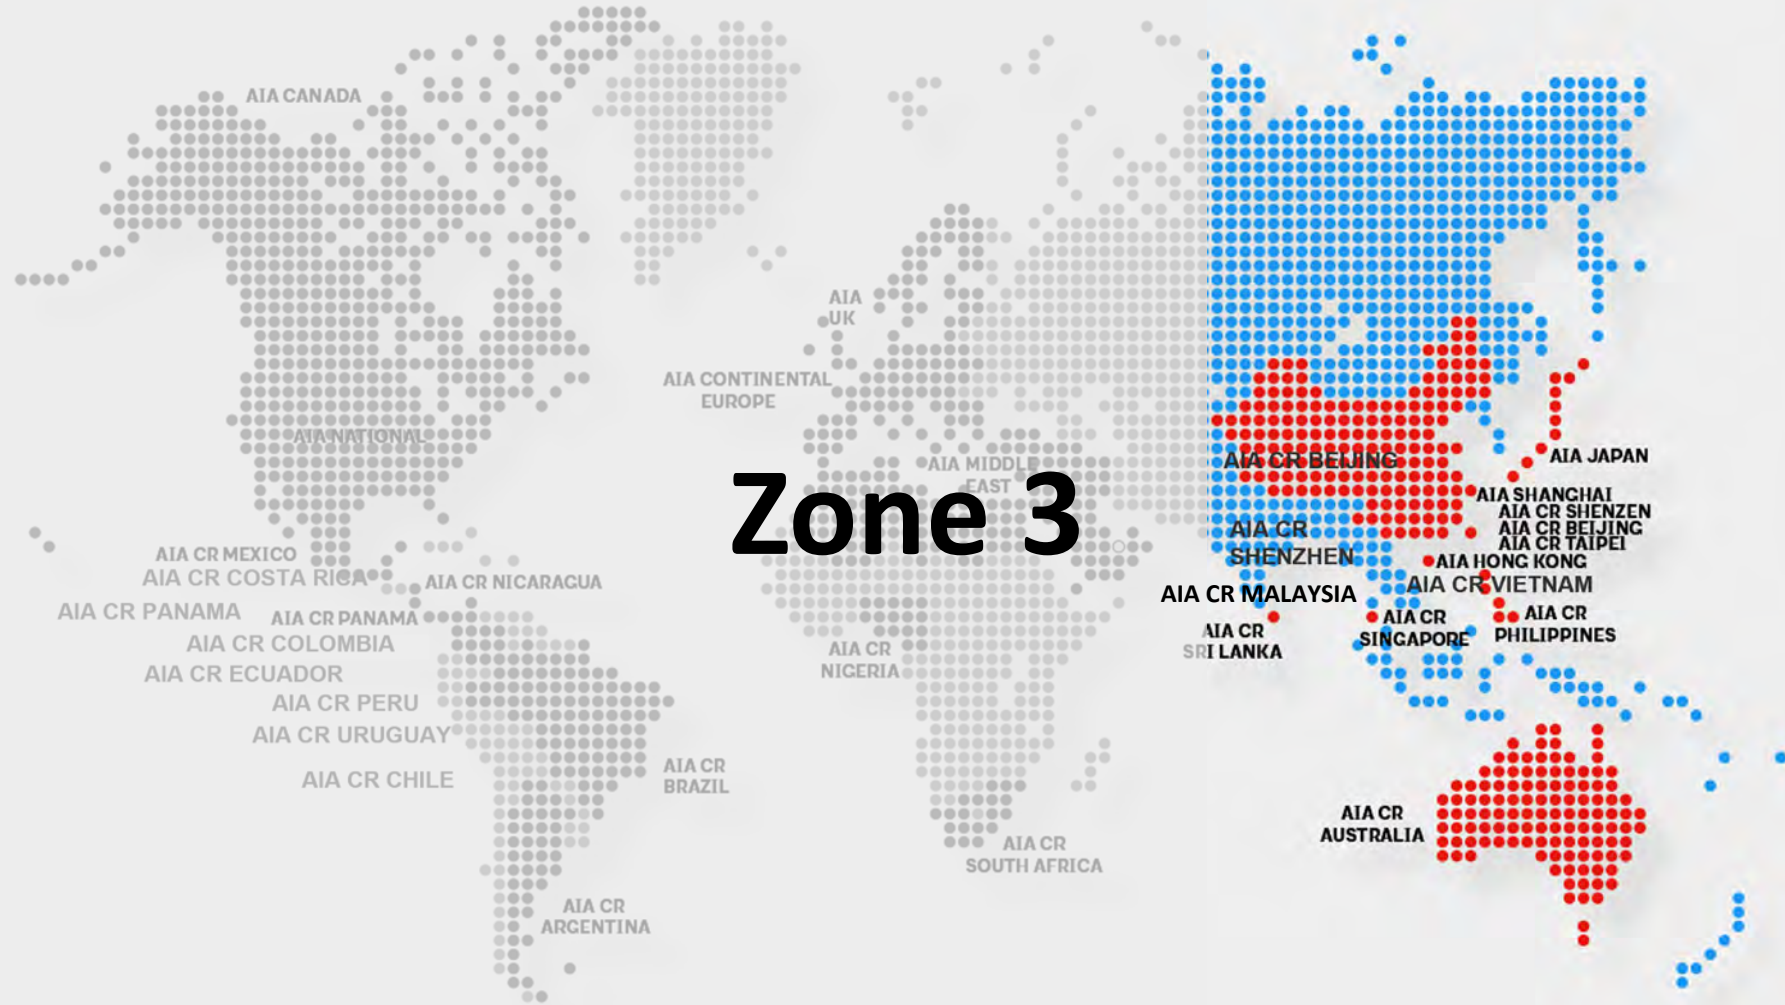 AIA CANADA
AIA
UK
AIA CONTINENTAL
EUROPE
AIA NATIONAL
AIA MIDDLE
EAST
Zone 3
AIA CR MEXICO
AIA CR COSTA RICA
AIA CR NICARAGUA
AIA CR PANAMA
AIA CR PANAMA
AIA CR COLOMBIA
AIA CR ECUADOR
AIA CR PERU
AIA CR URUGUAY
AIA CR CHILE
AIA CR
BRAZIL
AIA CR
ARGENTINA
AIA CR
NIGERIA
AIA CR
SOUTH AFRICA
AIA CR BEIJING
AIA JAPAN
AIA SHANGHAI
AIA CR SHENZEN
AIA CR BEIJING
AIA CR TAIPEI
AIA CR
SHENZHEN
AIA HONG KONG
AIA CR VIETNAM
AIA CR MALAYSIA
AIA CR
SRI LANKA
AIA CR
SINGAPORE
AIA CR
PHILIPPINES
AIA CR
AUSTRALIA